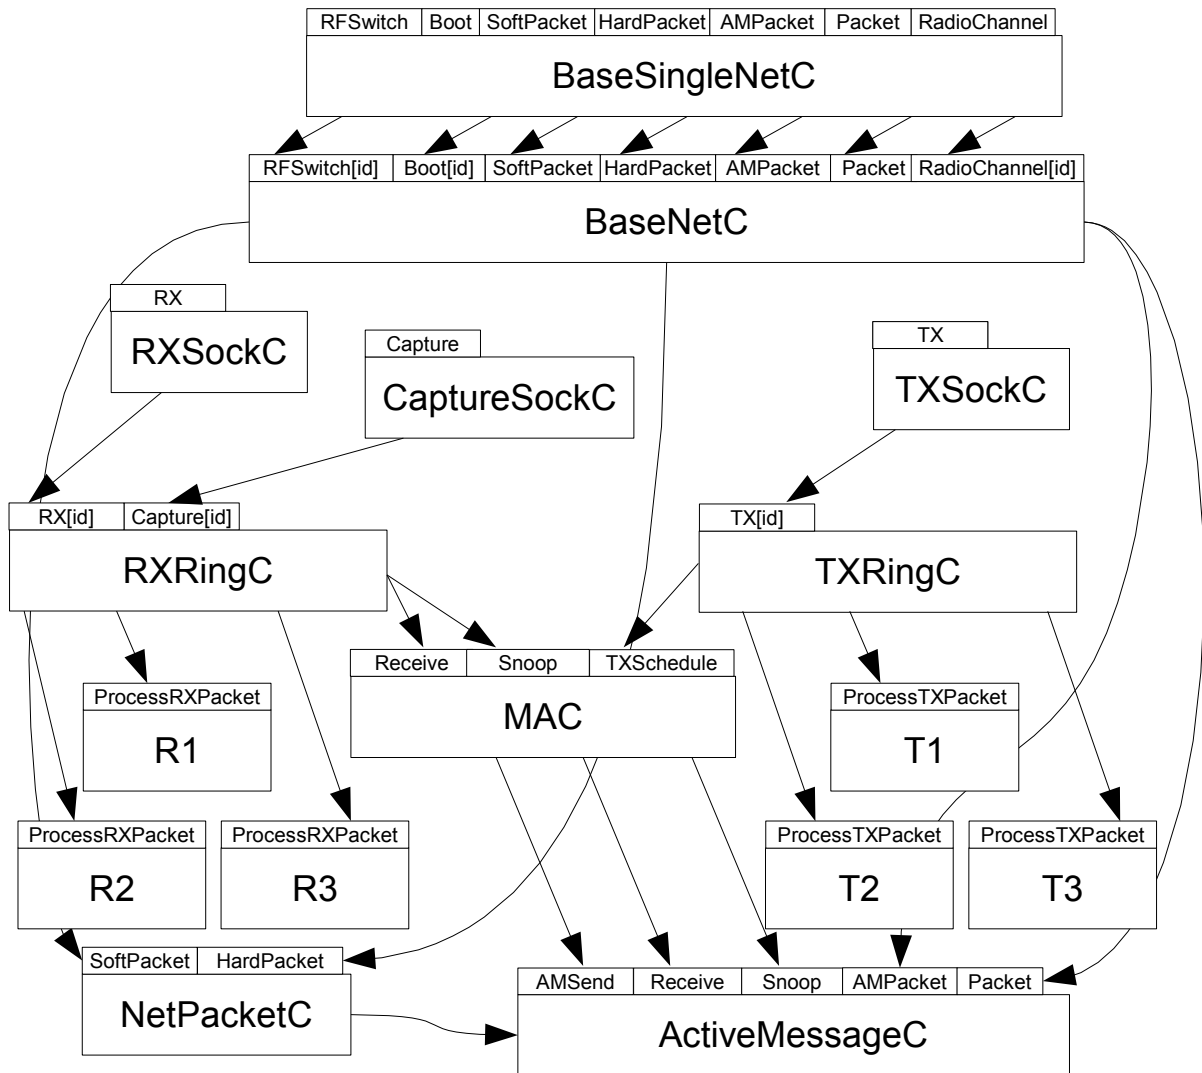 RFSwitch Boot SoftPacket HardPacket AMPacket Packet RadioChannel
BaseSingleNetC
RFSwitch[id] Boot[id] SoftPacket HardPacket AMPacket Packet RadioChannel[id]
BaseNetC
RX
RXSockC
Capture
CaptureSockC
TX
TXSockC
RX[id] Capture[id]
RXRingC
TX[id]
TXRingC
Receive Snoop TXSchedule
MAC
ProcessRXPacket
R1
ProcessTXPacket
T1
ProcessRXPacket
R2
ProcessRXPacket
R3
ProcessTXPacket
T2
ProcessTXPacket
T3
SoftPacket HardPacket
NetPacketC
AMSend Receive Snoop AMPacket Packet
ActiveMessageC